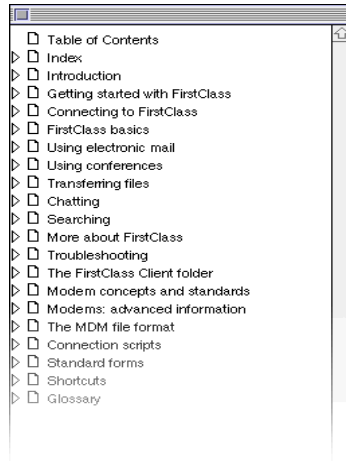 Table of Contents
Index
Introduction
Getting started with FirstClass
Connecting to FirstClass
FirstClass basics
Using electronic mail
Using conferences
Transferring files
Chatting
Searching
More about FirstClass
Troubleshooting
The FirstClass Client folder
Modem concepts and standards
Modems: advanced information
The MDM file format
Connection scripts
Standard forms
Shortcuts
Glossary